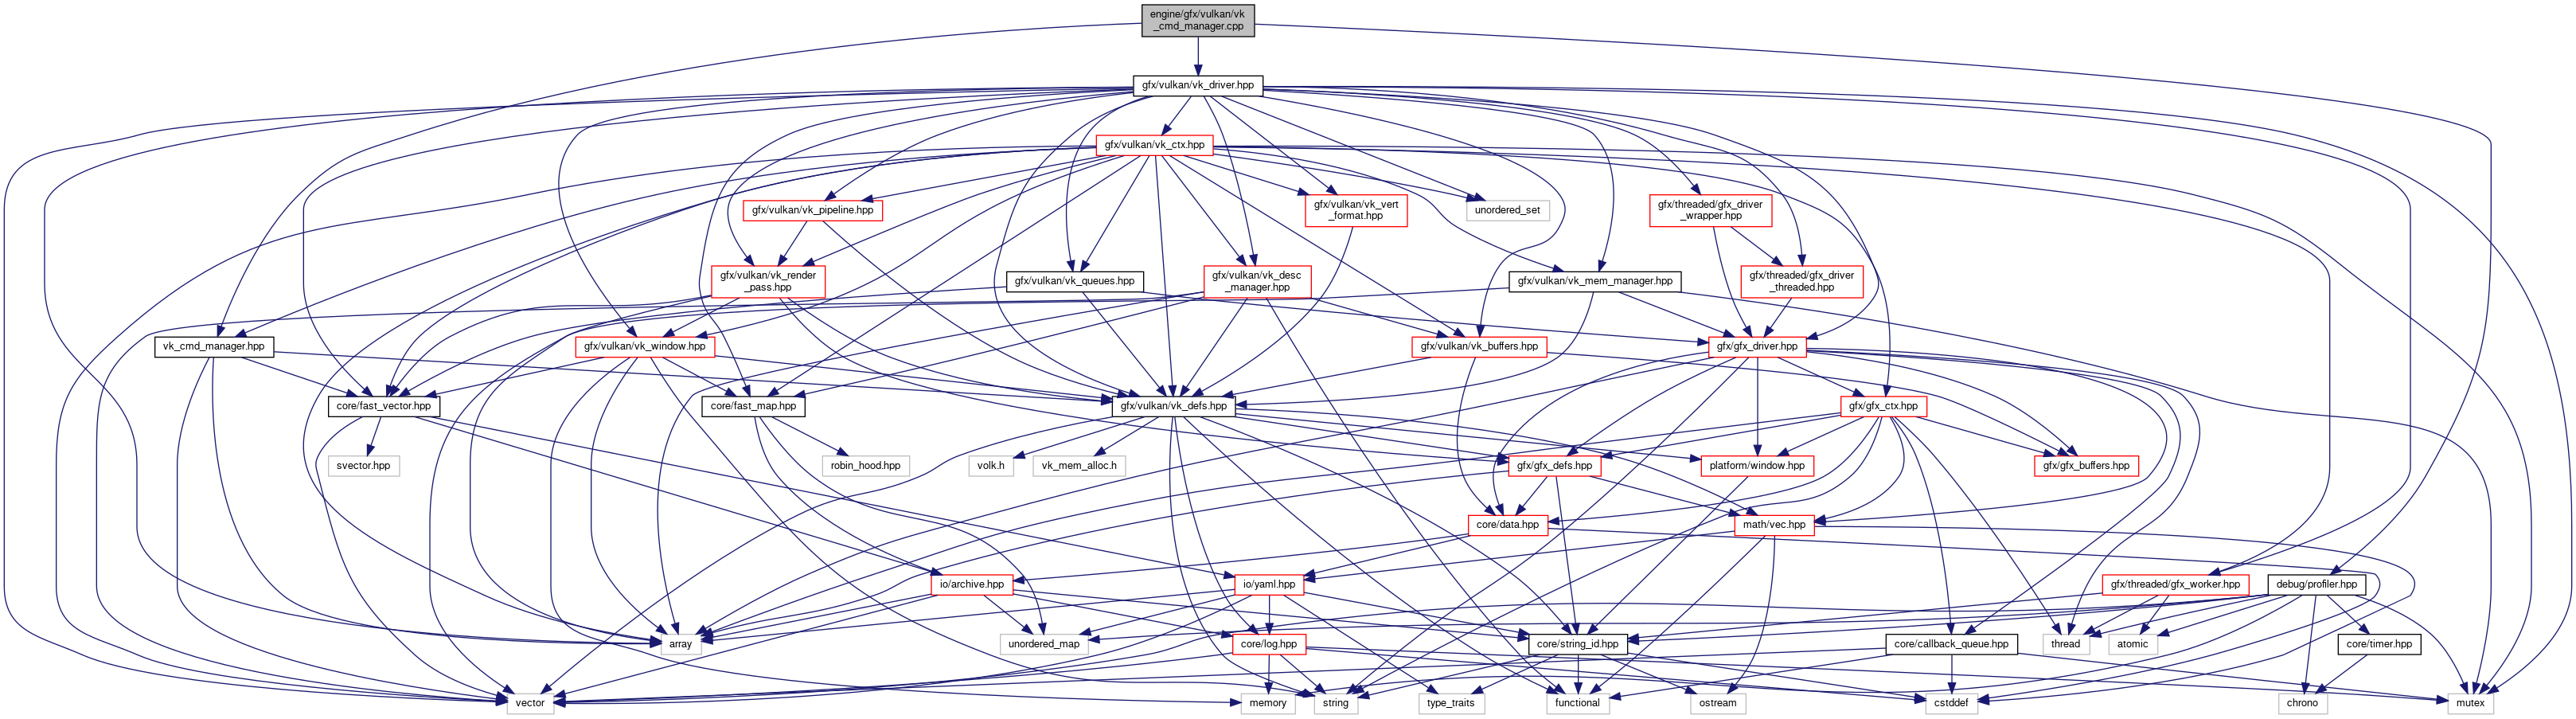 engine/gfx/vulkan/vk
_cmd_manager.cpp
gfx/vulkan/vk_driver.hpp
gfx/vulkan/vk_ctx.hpp
gfx/vulkan/vk_pipeline.hpp
gfx/vulkan/vk_vert
_format.hpp
unordered_set
gfx/threaded/gfx_driver
_wrapper.hpp
gfx/vulkan/vk_render
_pass.hpp
gfx/vulkan/vk_queues.hpp
gfx/vulkan/vk_desc
_manager.hpp
gfx/vulkan/vk_mem_manager.hpp
gfx/threaded/gfx_driver
_threaded.hpp
vk_cmd_manager.hpp
gfx/vulkan/vk_window.hpp
gfx/vulkan/vk_buffers.hpp
gfx/gfx_driver.hpp
core/fast_vector.hpp
core/fast_map.hpp
gfx/vulkan/vk_defs.hpp
gfx/gfx_ctx.hpp
svector.hpp
robin_hood.hpp
volk.h
vk_mem_alloc.h
gfx/gfx_defs.hpp
platform/window.hpp
gfx/gfx_buffers.hpp
core/data.hpp
math/vec.hpp
io/archive.hpp
io/yaml.hpp
gfx/threaded/gfx_worker.hpp
debug/profiler.hpp
array
unordered_map
core/log.hpp
core/string_id.hpp
core/callback_queue.hpp
thread
atomic
core/timer.hpp
vector
memory
string
type_traits
functional
ostream
cstddef
chrono
mutex